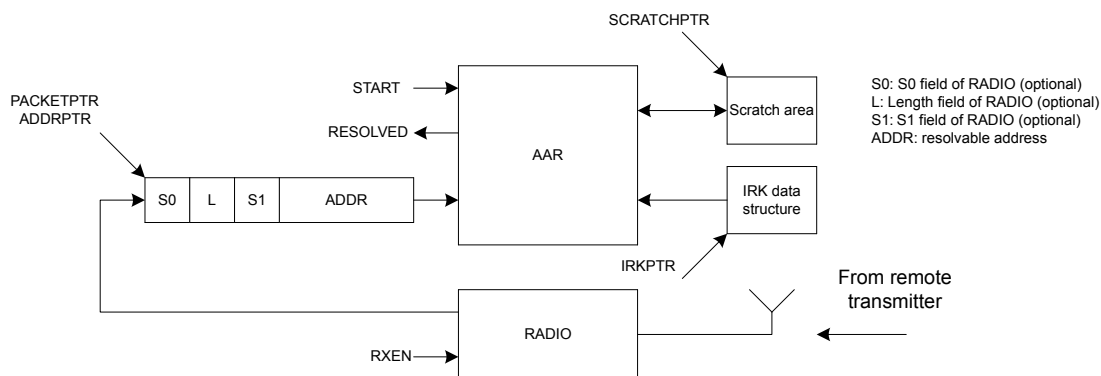 SCRATCHPTR
START
PACKETPTR
ADDRPTR
RESOLVED
AAR
Scratch area
S0: S0 field of RADIO (optional)
L: Length field of RADIO (optional)
S1: S1 field of RADIO (optional)
ADDR: resolvable address
S0
L
S1
ADDR
IRK data
structure
IRKPTR
From remote
transmitter
RADIO
RXEN